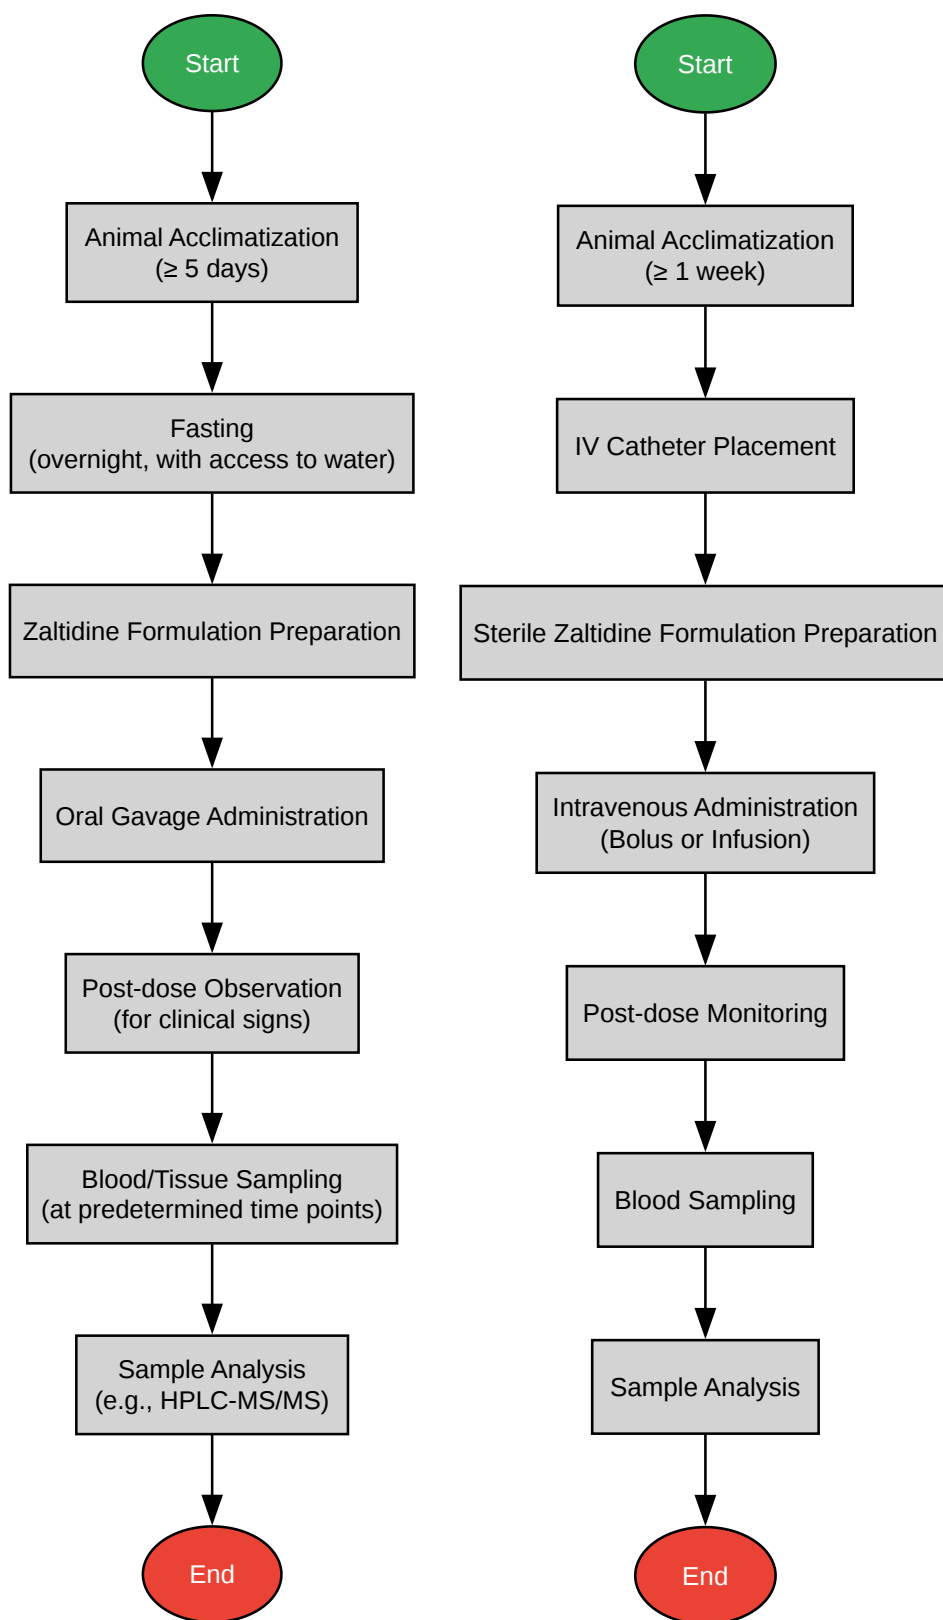 Start
Animal Acclimatization
(≥ 5 days)
Fasting
(overnight, with access to water)
Zaltidine Formulation Preparation
Oral Gavage Administration
Post-dose Observation
(for clinical signs)
Blood/Tissue Sampling
(at predetermined time points)
Sample Analysis
(e.g., HPLC-MS/MS)
End
Start
Animal Acclimatization
(≥ 1 week)
IV Catheter Placement
Sterile Zaltidine Formulation Preparation
Intravenous Administration
(Bolus or Infusion)
Post-dose Monitoring
Blood Sampling
Sample Analysis
End